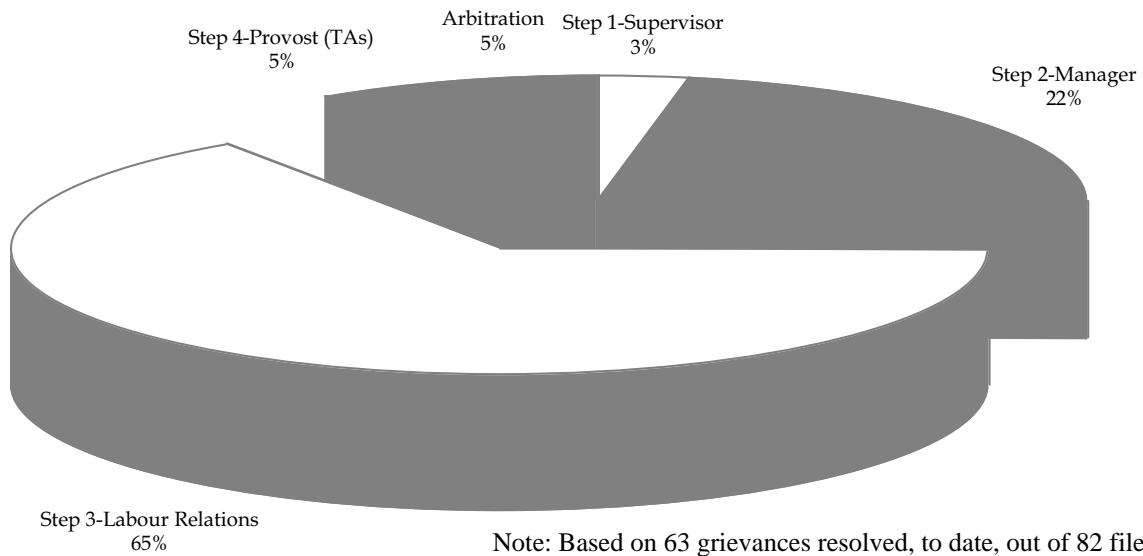 Arbitration
5%
Step 1-Supervisor
3%
Step 4-Provost (TAs)
5%
Step 2-Manager
22%
Step 3-Labour Relations
65%
Note: Based on 63 grievances resolved, to date, out of 82 file